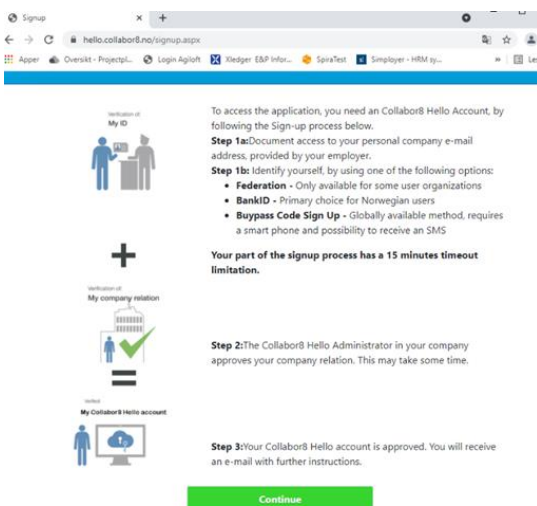 Signup
hello.collabor8.no/signup.aspx
Apper
Oversikt - Projectpl...
Login Agiloft
Xledger E&P Infor...
SpiraTest
Simployer - HRM sy...
»
Les
Verification of:
My ID
To access the application, you need an Collabor8 Hello Account, by
following the Sign-up process below.
Step 1a:Document access to your personal company e-mail
address, provided by your employer.
Step 1b: Identify yourself, by using one of the following options:
• Federation - Only available for some user organizations
• BankID - Primary choice for Norwegian users
• Buypass Code Sign Up - Globally available method, requires
a smart phone and possibility to receive an SMS
+
Your part of the signup process has a 15 minutes timeout
limitation.
Verification of:
My company relation
Step 2:The Collabor8 Hello Administrator in your company
approves your company relation. This may take some time.
=
Verified
My Collabor8 Hello account
Step 3:Your Collabor8 Hello account is approved. You will receive
an e-mail with further instructions.
Continue